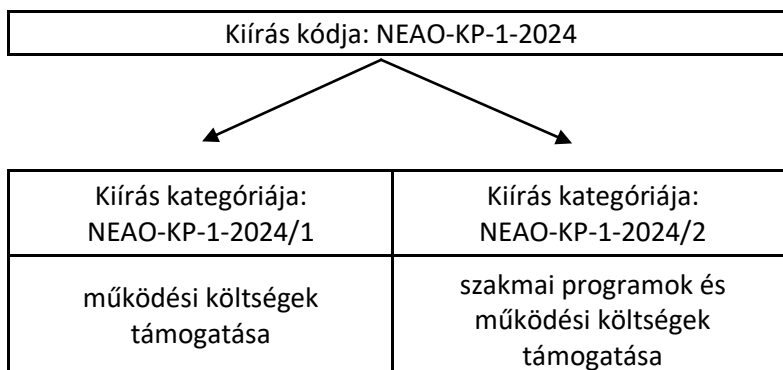 Kiírás kódja: NEAO-KP-1-2024
Kiírás kategóriája:
NEAO-KP-1-2024/1
Kiírás kategóriája:
NEAO-KP-1-2024/2
működési költségek
támogatása
szakmai programok és
működési költségek
támogatása